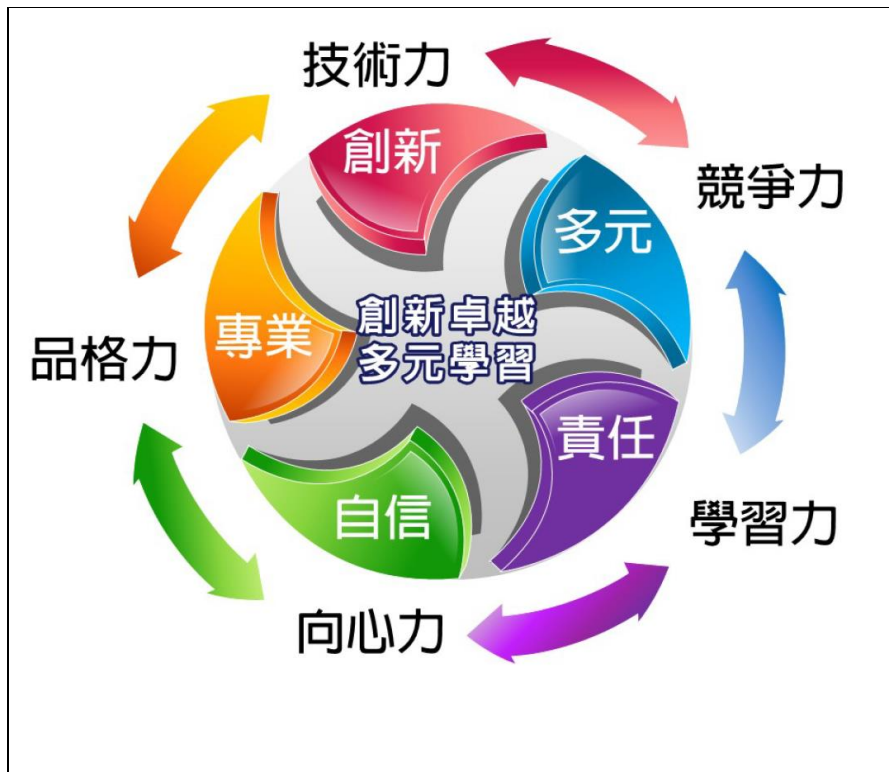 技術力
創新
競爭力
多元
專業
創新卓越
多元學習
品格力
責任
自信
學習力
向心力